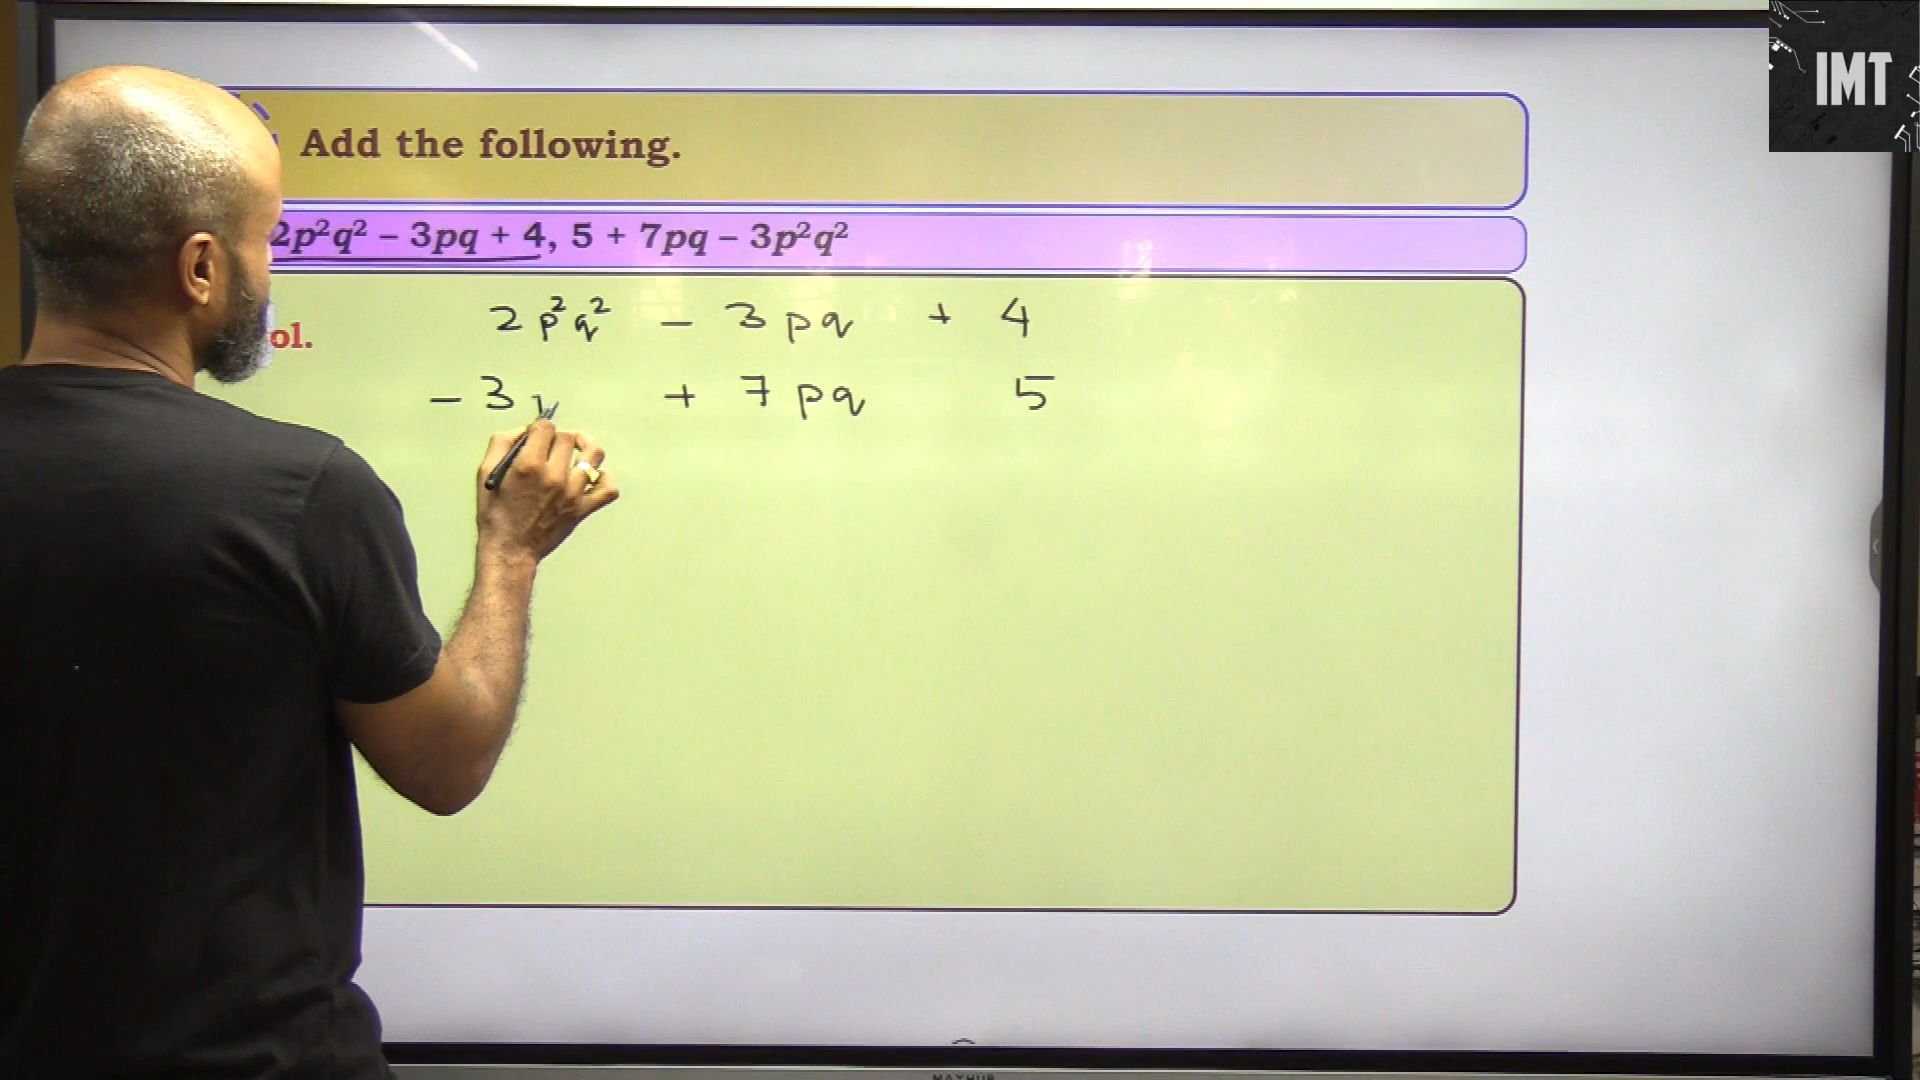 IMT
Add the following.
2p²q² – 3pq + 4, 5 + 7pq – 3p²q²
ol.
2p²q² – 3pq + 4
– 3 + 7pq 5